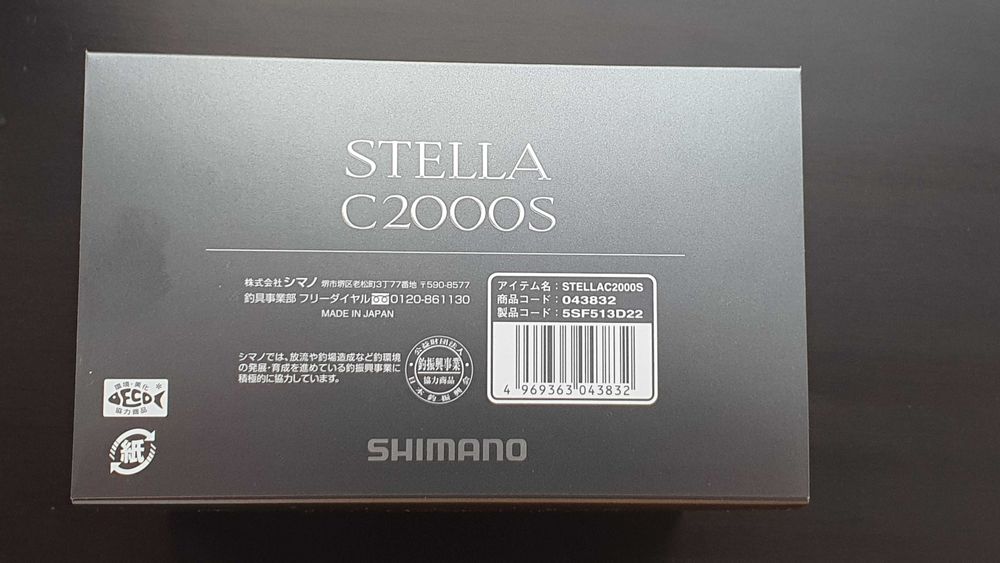 STELLA
C2000S
株式会社シマノ 堺市堺区老松町3丁77番地 〒590-8577
釣具事業部 フリーダイヤル 0120-861130
MADE IN JAPAN
シマノでは、放流や釣場造成など釣環境
の発展・育成を進めている釣振興事業に
積極的に協力しています。
公益財団法人
釣振興事業
協力商品
日本釣振興会
アイテム名：STELLAC2000S
商品コード：043832
製品コード：5SF513D22
4 969363 043832
環境・美化
ECO
協力商品
紙
SHIMANO